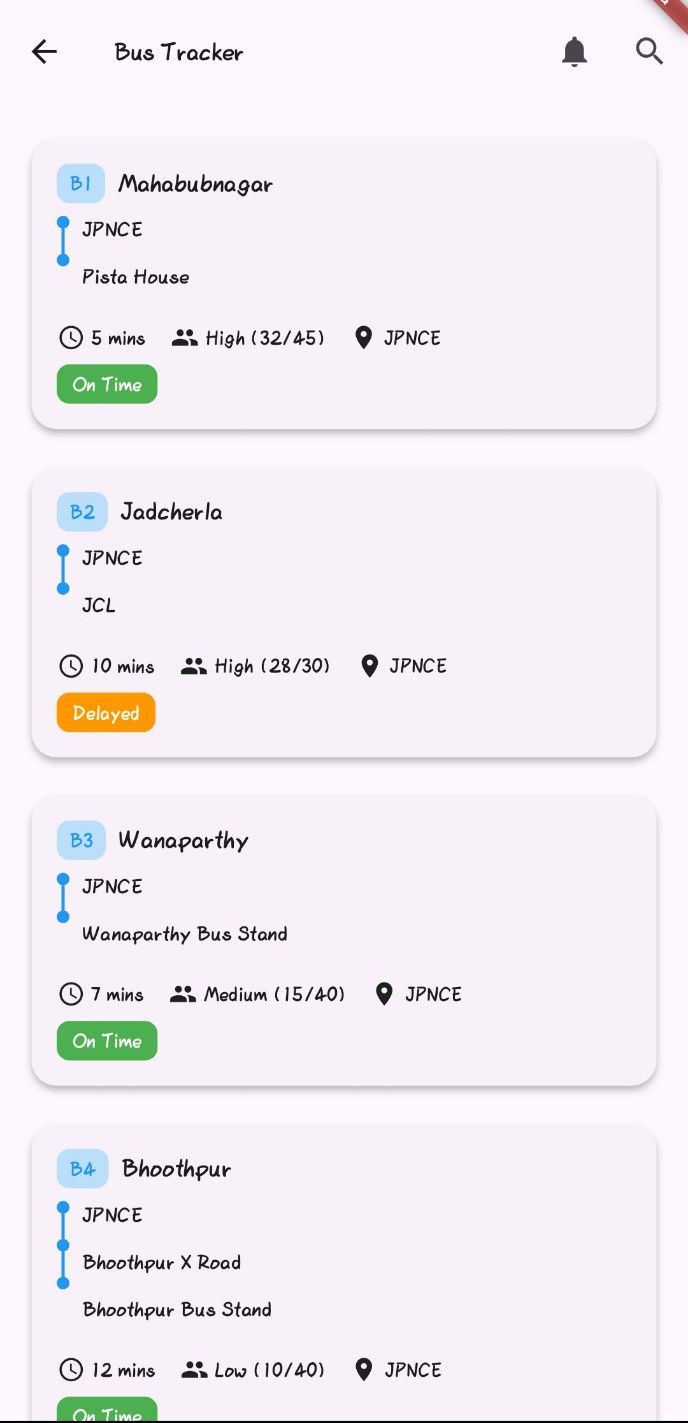 Bus Tracker
B1 Mahabubnagar
JPNCE
Pista House
5 mins High (32/45) JPNCE
On Time
B2 Jadcherla
JPNCE
JCL
10 mins High (28/30) JPNCE
Delayed
B3 Wanaparthy
JPNCE
Wanaparthy Bus Stand
7 mins Medium (15/40) JPNCE
On Time
B4 Bhoothpur
JPNCE
Bhoothpur X Road
Bhoothpur Bus Stand
12 mins Low (10/40) JPNCE
On Time